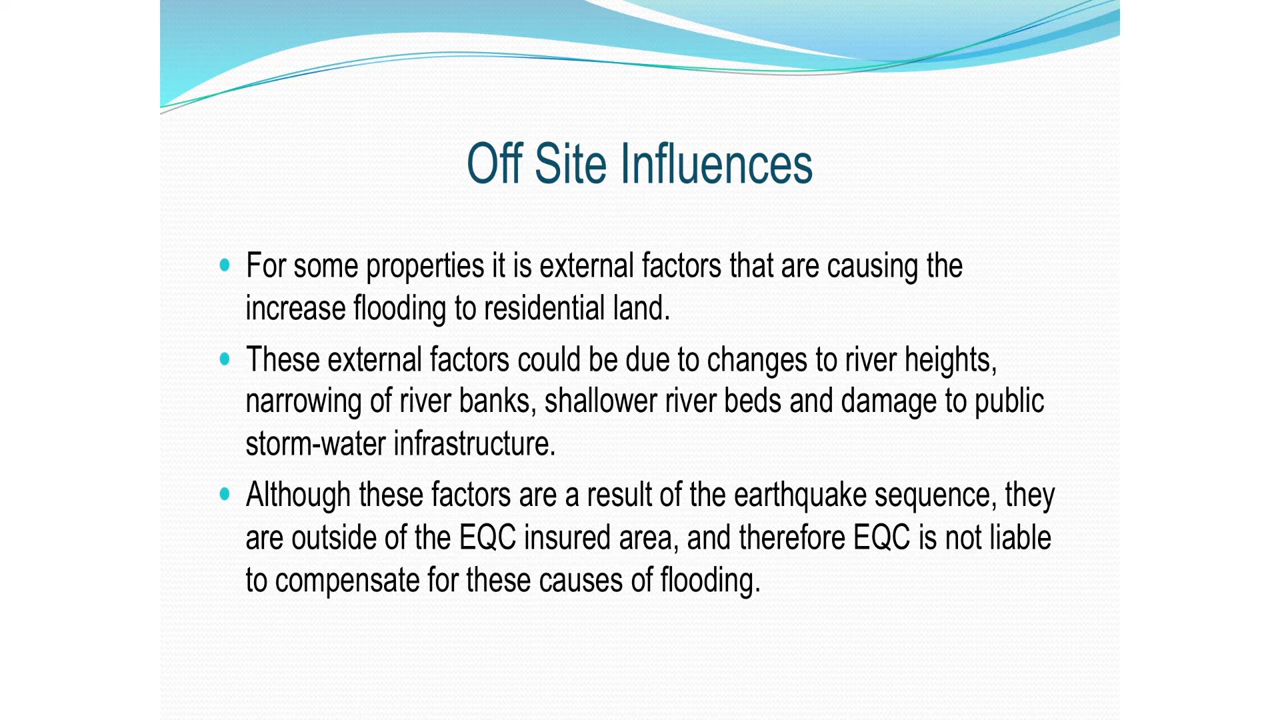 Off Site Influences
For some properties it is external factors that are causing the
increase flooding to residential land.
These external factors could be due to changes to river heights,
narrowing of river banks, shallower river beds and damage to public
storm-water infrastructure.
Although these factors are a result of the earthquake sequence, they
are outside of the EQC insured area, and therefore EQC is not liable
to compensate for these causes of flooding.